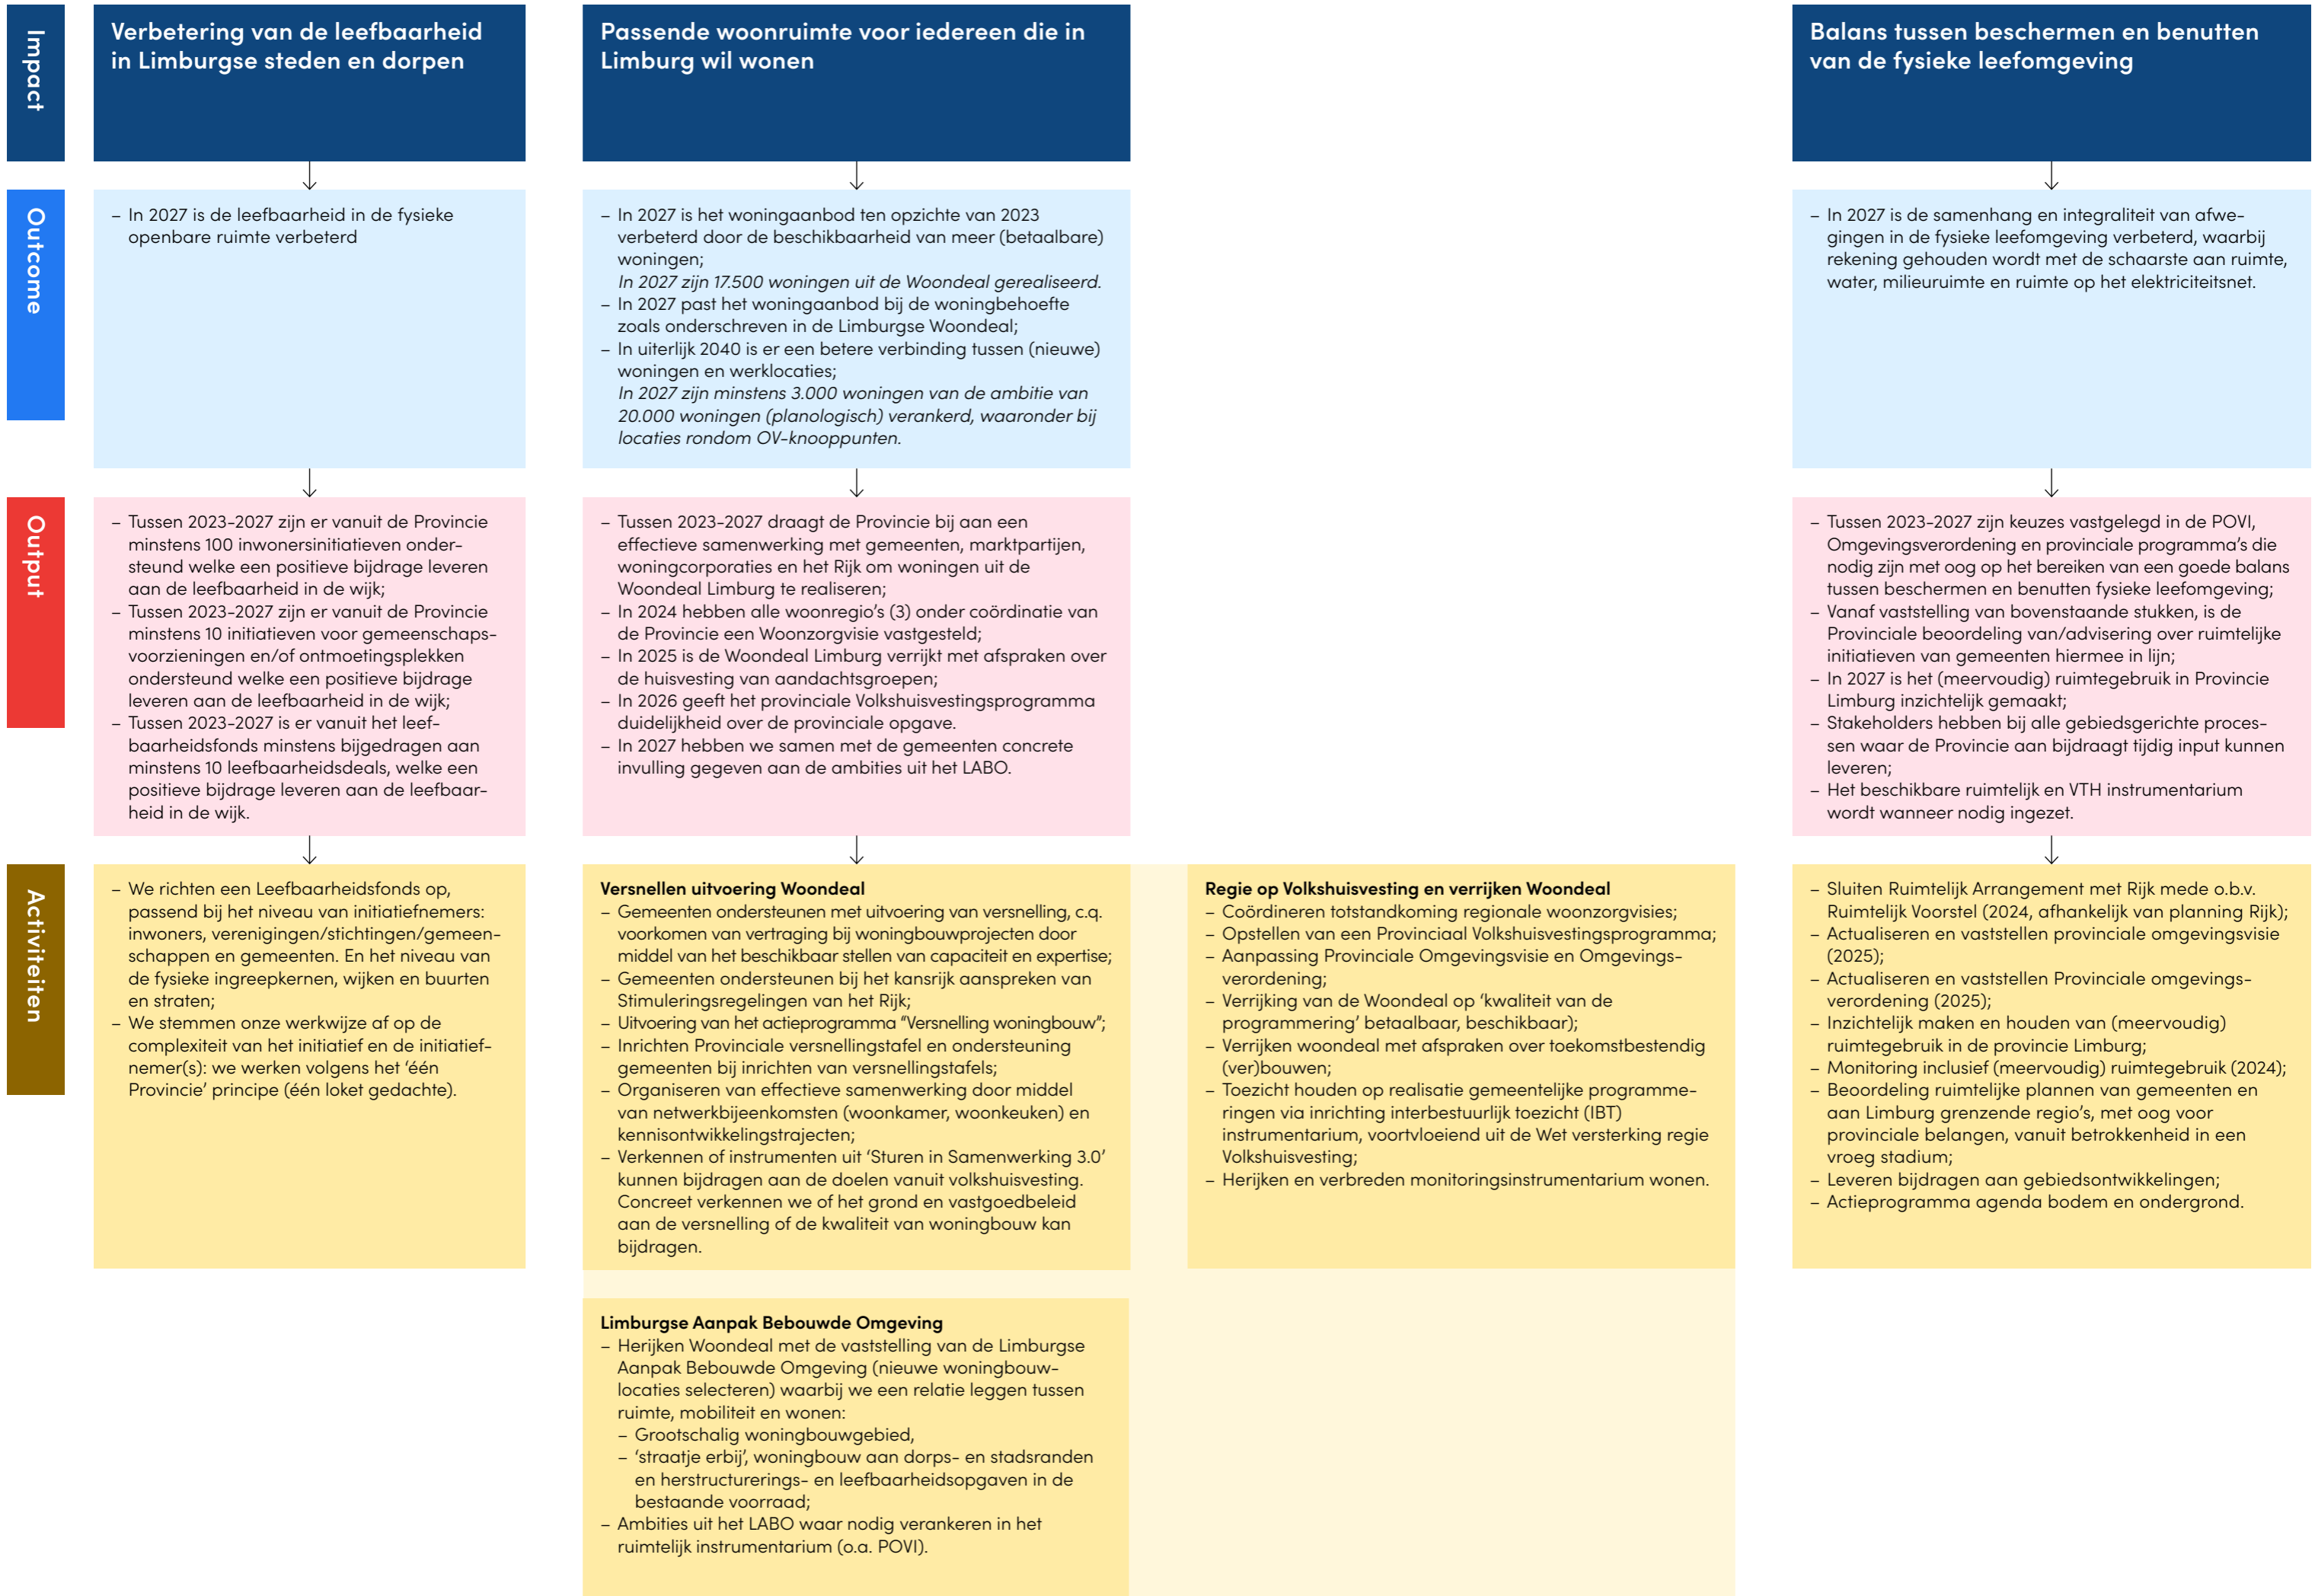 Impact
Verbetering van de leefbaarheid
in Limburgse steden en dorpen
Passende woonruimte voor iedereen die in
Limburg wil wonen
Balans tussen beschermen en benutten
van de fysieke leefomgeving
Outcome
– In 2027 is de leefbaarheid in de fysieke
openbare ruimte verbeterd
– In 2027 is het woningaanbod ten opzichte van 2023
verbeterd door de beschikbaarheid van meer (betaalbare)
woningen;
In 2027 zijn 17.500 woningen uit de Woondeal gerealiseerd.
– In 2027 past het woningaanbod bij de woningbehoefte
zoals onderschreven in de Limburgse Woondeal;
– In uiterlijk 2040 is er een betere verbinding tussen (nieuwe)
woningen en werklocaties;
In 2027 zijn minstens 3.000 woningen van de ambitie van
20.000 woningen (planologisch) verankerd, waaronder bij
locaties rondom OV-knooppunten.
– In 2027 is de samenhang en integraliteit van afwe-
gingen in de fysieke leefomgeving verbeterd, waarbij
rekening gehouden wordt met de schaarste aan ruimte,
water, milieuruimte en ruimte op het elektriciteitsnet.
Output
– Tussen 2023-2027 zijn er vanuit de Provincie
minstens 100 inwonersinitiatieven onder-
steund welke een positieve bijdrage leveren
aan de leefbaarheid in de wijk;
– Tussen 2023-2027 zijn er vanuit de Provincie
minstens 10 initiatieven voor gemeenschaps-
voorzieningen en/of ontmoetingsplekken
ondersteund welke een positieve bijdrage
leveren aan de leefbaarheid in de wijk;
– Tussen 2023-2027 is er vanuit het leef-
baarheidsfonds minstens bijgedragen aan
minstens 10 leefbaarheidsdeals, welke een
positieve bijdrage leveren aan de leefbaar-
heid in de wijk.
– Tussen 2023-2027 draagt de Provincie bij aan een
effectieve samenwerking met gemeenten, marktpartijen,
woningcorporaties en het Rijk om woningen uit de
Woondeal Limburg te realiseren;
– In 2024 hebben alle woonregio's (3) onder coördinatie van
de Provincie een Woonzorgvisie vastgesteld;
– In 2025 is de Woondeal Limburg verrijkt met afspraken over
de huisvesting van aandachtsgroepen;
– In 2026 geeft het provinciale Volkshuisvestingsprogramma
duidelijkheid over de provinciale opgave.
– In 2027 hebben we samen met de gemeenten concrete
invulling gegeven aan de ambities uit het LABO.
– Tussen 2023-2027 zijn keuzes vastgelegd in de POVI,
Omgevingsverordening en provinciale programma's die
nodig zijn met oog op het bereiken van een goede balans
tussen beschermen en benutten fysieke leefomgeving;
– Vanaf vaststelling van bovenstaande stukken, is de
Provinciale beoordeling van/advisering over ruimtelijke
initiatieven van gemeenten hiermee in lijn;
– In 2027 is het (meervoudig) ruimtegebruik in Provincie
Limburg inzichtelijk gemaakt;
– Stakeholders hebben bij alle gebiedsgerichte proces-
sen waar de Provincie aan bijdraagt tijdig input kunnen
leveren;
– Het beschikbare ruimtelijk en VTH instrumentarium
wordt wanneer nodig ingezet.
Activiteiten
– We richten een Leefbaarheidsfonds op,
passend bij het niveau van initiatiefnemers:
inwoners, verenigingen/stichtingen/gemeen-
schappen en gemeenten. En het niveau van
de fysieke ingreepkernen, wijken en buurten
en straten;
– We stemmen onze werkwijze af op de
complexiteit van het initiatief en de initiatief-
nemer(s): we werken volgens het 'één
Provincie' principe (één loket gedachte).
Versnellen uitvoering Woondeal
– Gemeenten ondersteunen met uitvoering van versnelling, c.q.
voorkomen van vertraging bij woningbouwprojecten door
middel van het beschikbaar stellen van capaciteit en expertise;
– Gemeenten ondersteunen bij het kansrijk aanspreken van
Stimuleringsregelingen van het Rijk;
– Uitvoering van het actieprogramma "Versnelling woningbouw";
– Inrichten Provinciale versnellingstafel en ondersteuning
gemeenten bij inrichten van versnellingstafels;
– Organiseren van effectieve samenwerking door middel
van netwerkbijeenkomsten (woonkamer, woonkeuken) en
kennisontwikkelingstrajecten;
– Verkennen of instrumenten uit 'Sturen in Samenwerking 3.0'
kunnen bijdragen aan de doelen vanuit volkshuisvesting.
Concreet verkennen we of het grond en vastgoedbeleid
aan de versnelling of de kwaliteit van woningbouw kan
bijdragen.
Regie op Volkshuisvesting en verrijken Woondeal
– Coördineren totstandkoming regionale woonzorgvisies;
– Opstellen van een Provinciaal Volkshuisvestingsprogramma;
– Aanpassing Provinciale Omgevingsvisie en Omgevings-
verordening;
– Verrijking van de Woondeal op 'kwaliteit van de
programmering' betaalbaar, beschikbaar);
– Verrijken woondeal met afspraken over toekomstbestendig
(ver)bouwen;
– Toezicht houden op realisatie gemeentelijke programme-
ringen via inrichting interbestuurlijk toezicht (IBT)
instrumentarium, voortvloeiend uit de Wet versterking regie
Volkshuisvesting;
– Herijken en verbreden monitoringsinstrumentarium wonen.
– Sluiten Ruimtelijk Arrangement met Rijk mede o.b.v.
Ruimtelijk Voorstel (2024, afhankelijk van planning Rijk);
– Actualiseren en vaststellen provinciale omgevingsvisie
(2025);
– Actualiseren en vaststellen Provinciale omgevings-
verordening (2025);
– Inzichtelijk maken en houden van (meervoudig)
ruimtegebruik in de provincie Limburg;
– Monitoring inclusief (meervoudig) ruimtegebruik (2024);
– Beoordeling ruimtelijke plannen van gemeenten en
aan Limburg grenzende regio's, met oog voor
provinciale belangen, vanuit betrokkenheid in een
vroeg stadium;
– Leveren bijdragen aan gebiedsontwikkelingen;
– Actieprogramma agenda bodem en ondergrond.
Limburgse Aanpak Bebouwde Omgeving
– Herijken Woondeal met de vaststelling van de Limburgse
Aanpak Bebouwde Omgeving (nieuwe woningbouw-
locaties selecteren) waarbij we een relatie leggen tussen
ruimte, mobiliteit en wonen:
– Grootschalig woningbouwgebied,
– 'straatje erbij', woningbouw aan dorps- en stadsranden
en herstructurerings- en leefbaarheidsopgaven in de
bestaande voorraad;
– Ambities uit het LABO waar nodig verankeren in het
ruimtelijk instrumentarium (o.a. POVI).